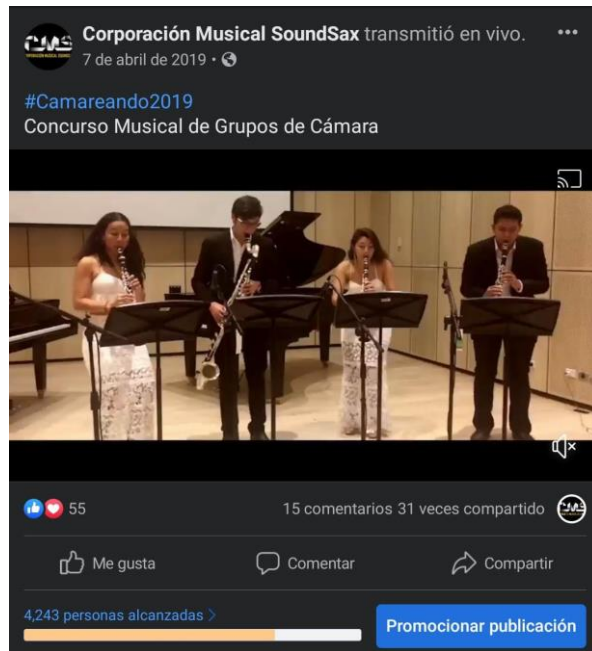 Corporación Musical SoundSax transmitió en vivo.
7 de abril de 2019
#Camareando2019
Concurso Musical de Grupos de Cámara
55
15 comentarios 31 veces compartido
Me gusta
Comentar
Compartir
4,243 personas alcanzadas
Promocionar publicación